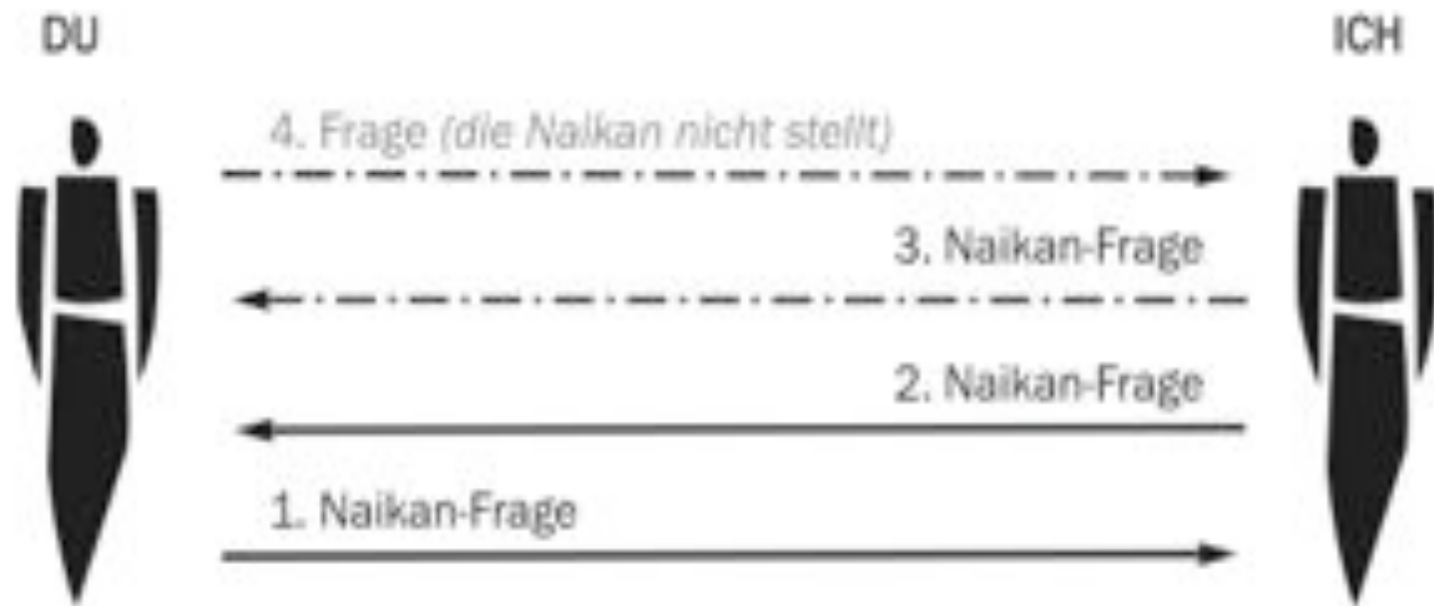 DU
ICH
4. Frage (die Naikan nicht stellt)
3. Naikan-Frage
2. Naikan-Frage
1. Naikan-Frage